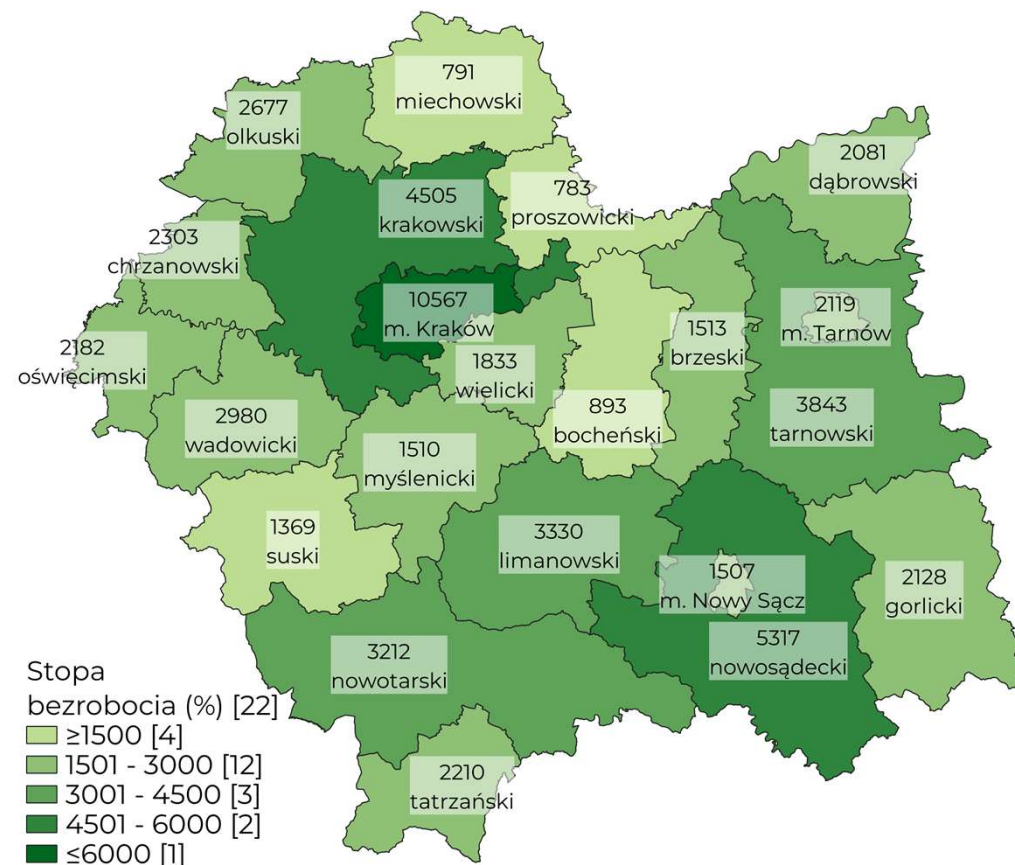 791
miechowski
2677
olkuski
2081
dąbrowski
4505
krakowski
783
proszowicki
2303
chrzanowski
10567
m. Kraków
2119
m. Tarnów
1513
brzeski
2182
oświęcimski
1833
wielicki
2980
wadowicki
893
bocheński
3843
tarnowski
1510
myślenicki
1369
suski
3330
limanowski
1507
m. Nowy Sącz
2128
gorlicki
5317
nowosądecki
3212
nowotarski
2210
tatrzański
Stopa
bezrobocia (%) [22]
≥1500 [4]
1501 - 3000 [12]
3001 - 4500 [3]
4501 - 6000 [2]
≤6000 [1]